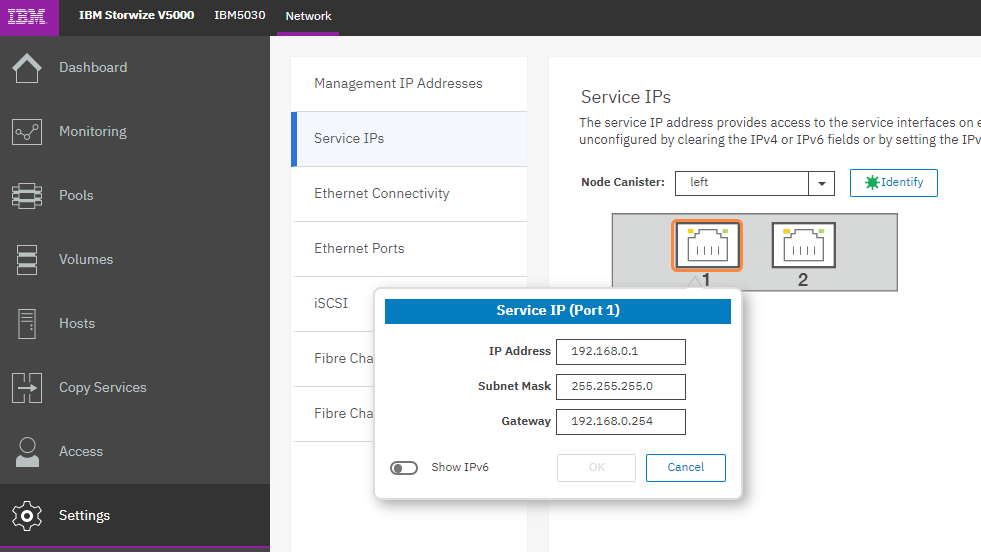 IBM
IBM Storwize V5000 IBM5030 Network
Dashboard
Monitoring
Pools
Volumes
Hosts
Copy Services
Access
Settings
Management IP Addresses
Service IPs
Ethernet Connectivity
Ethernet Ports
iSCSI
Fibre Cha
Fibre Cha
Service IPs
The service IP address provides access to the service interfaces on e
unconfigured by clearing the IPv4 or IPv6 fields or by setting the IPv
Node Canister: left Identify
1 2
Service IP (Port 1)
IP Address 192.168.0.1
Subnet Mask 255.255.255.0
Gateway 192.168.0.254
Show IPv6 OK Cancel